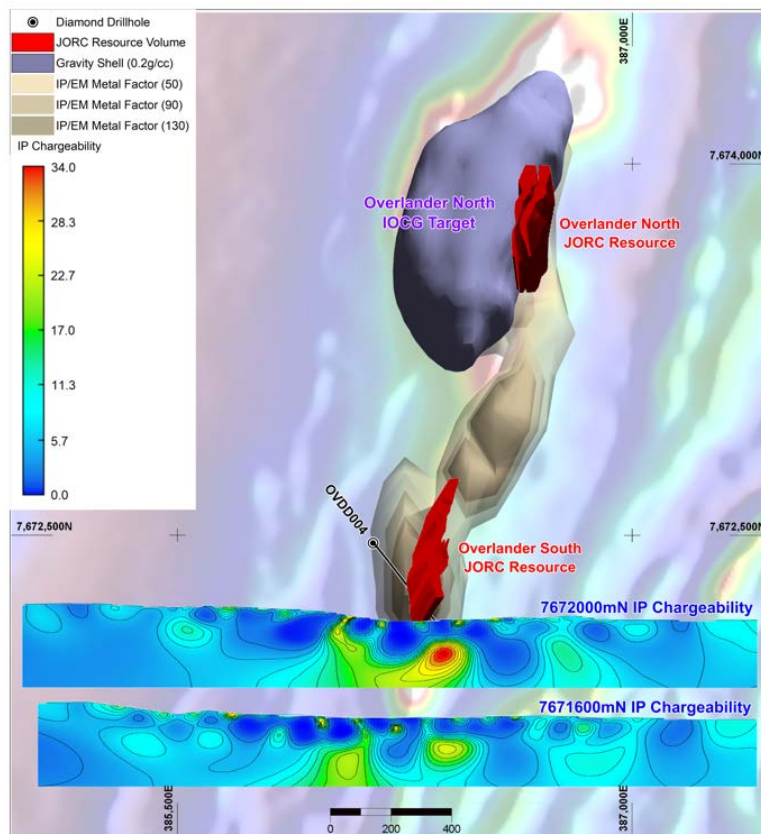 Diamond Drillhole
JORC Resource Volume
Gravity Shell (0.2g/cc)
IP/EM Metal Factor (50)
IP/EM Metal Factor (90)
IP/EM Metal Factor (130)
IP Chargeability
34.0
28.3
22.7
17.0
11.3
5.7
0.0
387,000E
7,674,000N
Overlander North
IOCG Target
Overlander North
JORC Resource
OVDD004
7,672,500N
7,672,500N
Overlander South
JORC Resource
7672000mN IP Chargeability
7671600mN IP Chargeability
385,500E
0
200
400
387,000E